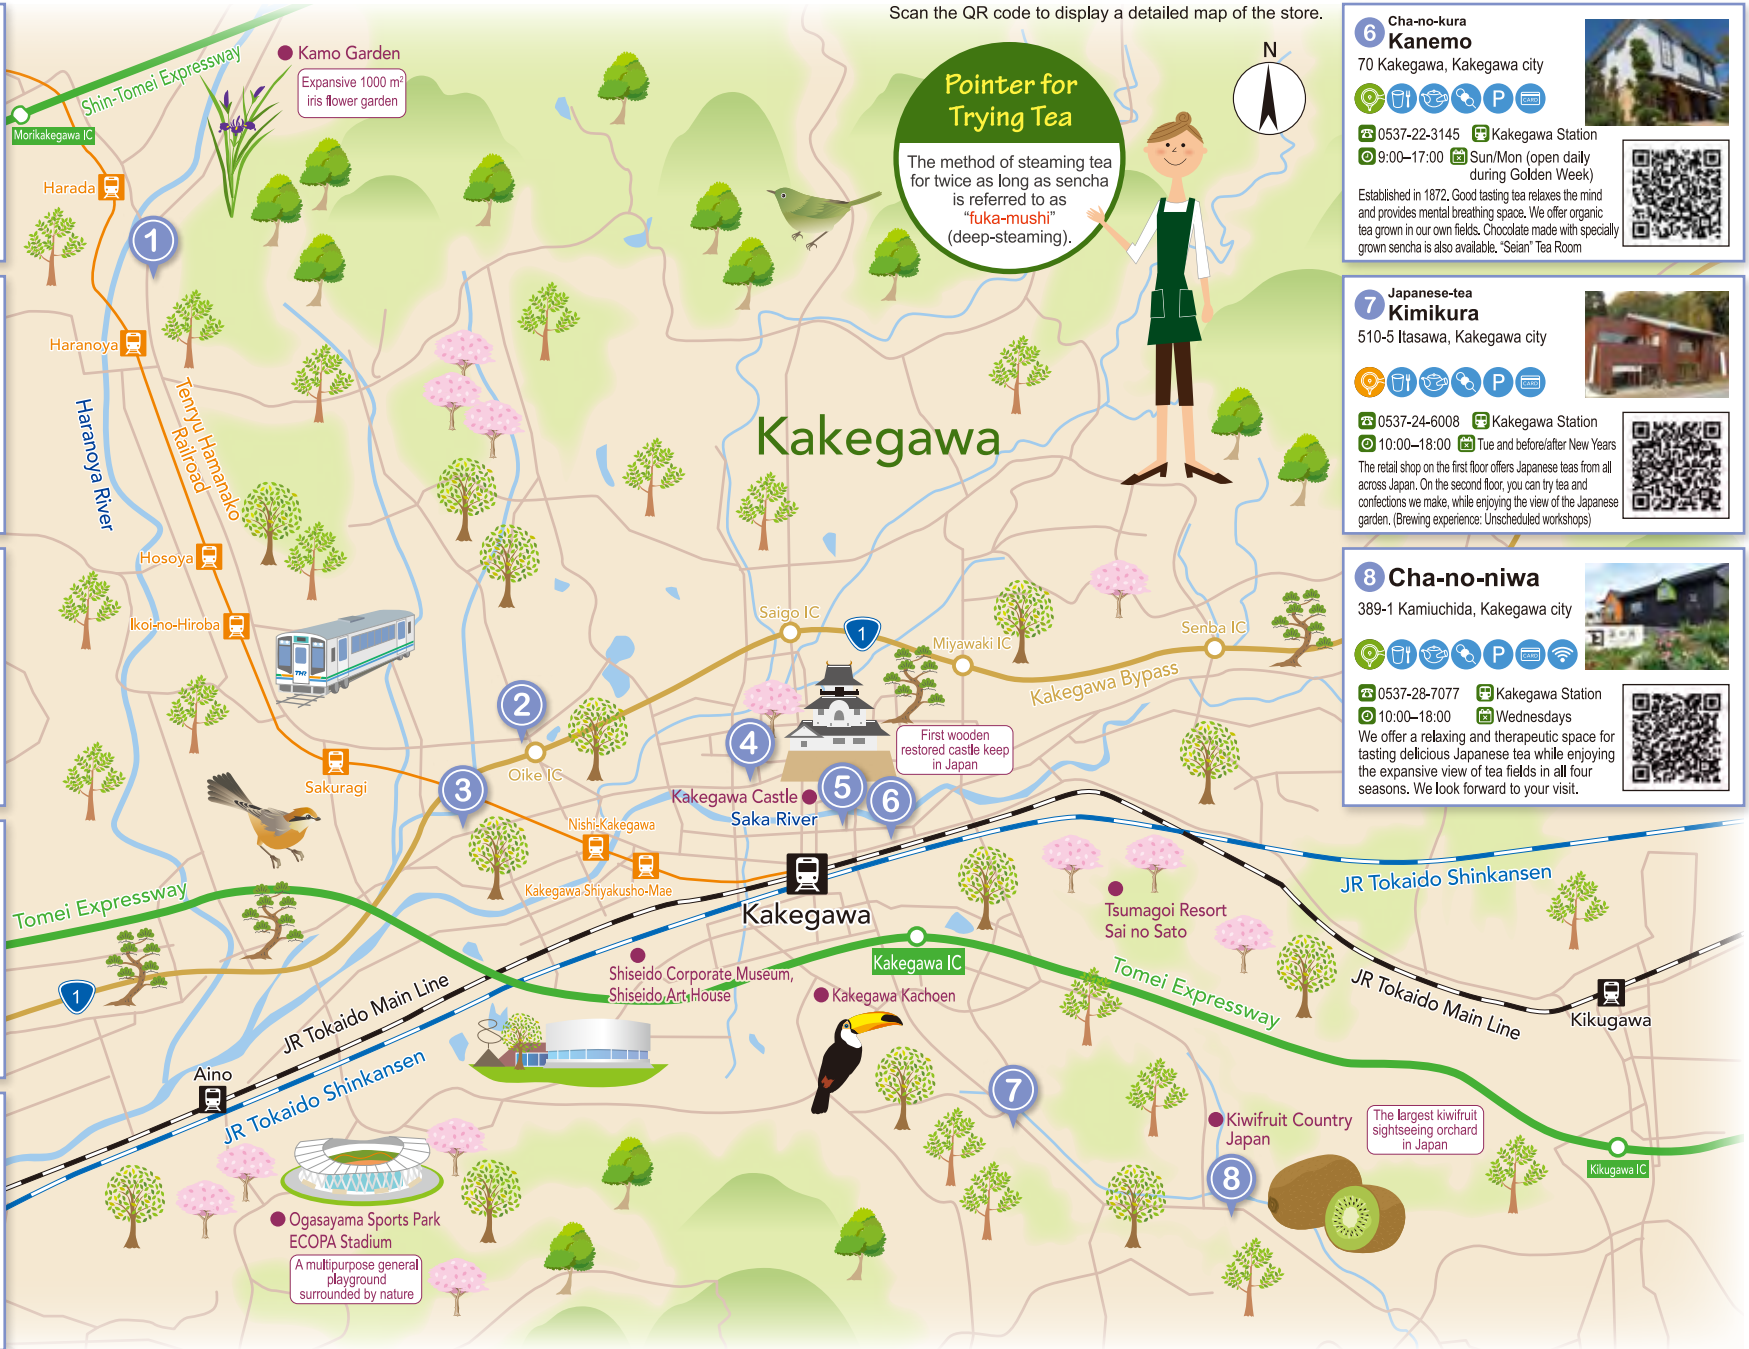 Scan the QR code to display a detailed map of the store.
N
Pointer for
Trying Tea
The method of steaming tea
for twice as long as sencha
is referred to as
“fuka-mushi”
(deep-steaming).
Shin-Tomei Expressway
Morikakegawa IC
Kamo Garden
Expansive 1000 m²
iris flower garden
Harada
1
Haranoya
Haranoya River
Tenryu Hamanako
Railroad
Hosoya
Ikoi-no-Hiroba
THR
Sakuragi
Kakegawa
Saigo IC
1
Miyawaki IC
Senba IC
Kakegawa Bypass
2
Oike IC
3
4
First wooden
restored castle keep
in Japan
5
6
Kakegawa Castle
Saka River
Nishi-Kakegawa
Kakegawa-Shiyakusho-Mae
Kakegawa
Tomei Expressway
1
JR Tokaido Main Line
JR Tokaido Shinkansen
Aino
Shiseido Corporate Museum,
Shiseido Art House
Kakegawa IC
Kakegawa Kachoen
Tsumagoi Resort
Sai no Sato
JR Tokaido Shinkansen
Tomei Expressway
JR Tokaido Main Line
Kikugawa
7
Kiwifruit Country
Japan
The largest kiwifruit
sightseeing orchard
in Japan
8
Kikugawa IC
Ogasayama Sports Park
ECOPA Stadium
A multipurpose general
playground
surrounded by nature
6 Cha-no-kura
Kanemo
70 Kakegawa, Kakegawa city
P CARD
0537-22-3145 Kakegawa Station
9:00–17:00 Sun/Mon (open daily
during Golden Week)
Established in 1872. Good tasting tea relaxes the mind
and provides mental breathing space. We offer organic
tea grown in our own fields. Chocolate made with specially
grown sencha is also available. “Seian” Tea Room
7 Japanese-tea
Kimikura
510-5 Itasawa, Kakegawa city
P CARD
0537-24-6008 Kakegawa Station
10:00–18:00 Tue and before/after New Years
The retail shop on the first floor offers Japanese teas from all
across Japan. On the second floor, you can try tea and
confections we make, while enjoying the view of the Japanese
garden. (Brewing experience: Unscheduled workshops)
8 Cha-no-niwa
389-1 Kamiuchida, Kakegawa city
P CARD
0537-28-7077 Kakegawa Station
10:00–18:00 Wednesdays
We offer a relaxing and therapeutic space for
tasting delicious Japanese tea while enjoying
the expansive view of tea fields in all four
seasons. We look forward to your visit.